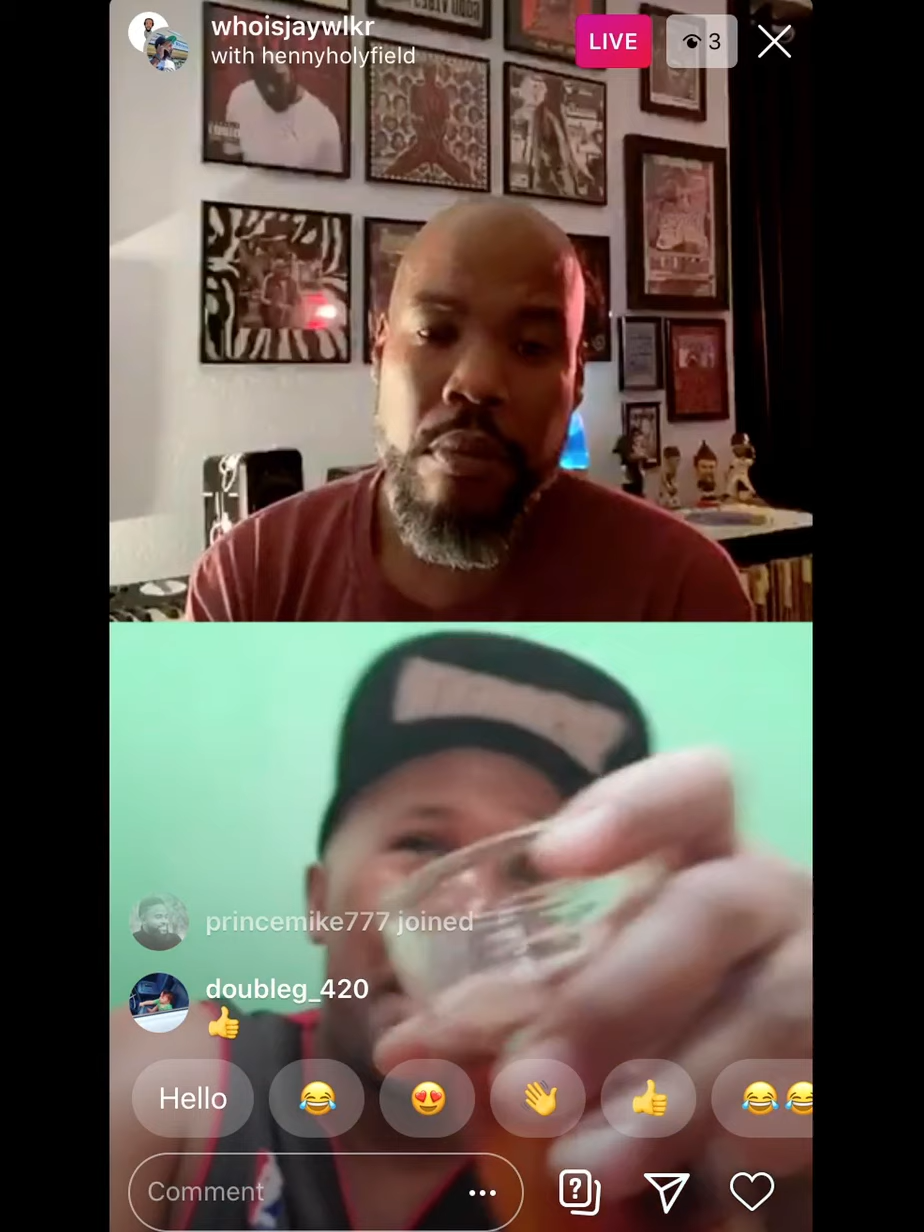 whoisjaywlkr
with hennyholyfield
LIVE
3
princemike777 joined
doubleg_420
👍
Hello 😂 😍 👋 👍 😂😂
Comment